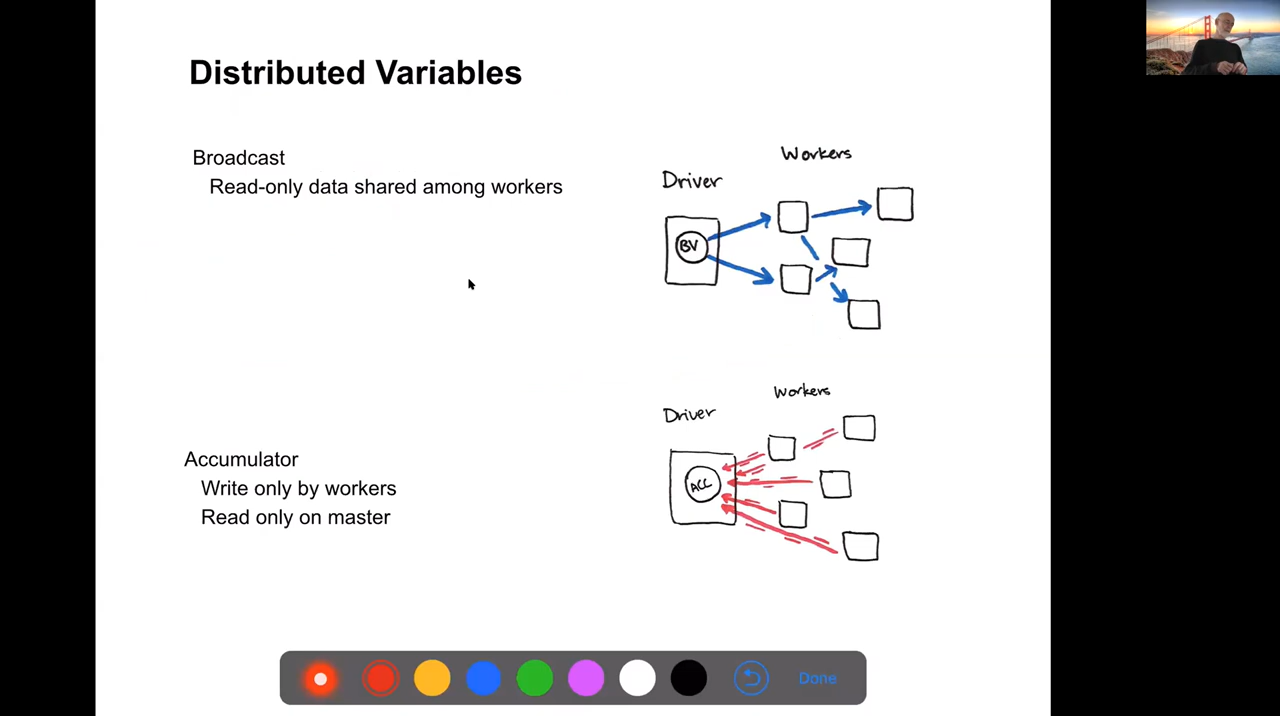 Distributed Variables
Broadcast
Read-only data shared among workers
Workers
Driver
BV
Workers
Driver
ACC
Accumulator
Write only by workers
Read only on master
Done